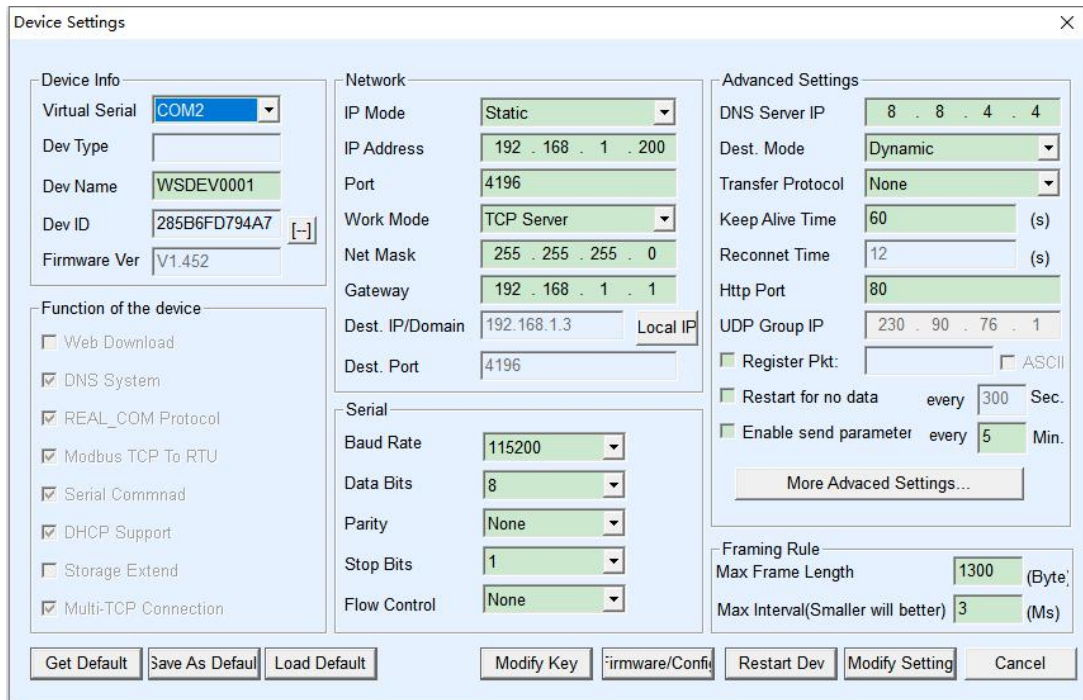 Device Settings
Device Info
Virtual Serial COM2
Dev Type
Dev Name WSDEV0001
Dev ID 285B6FD794A7 [--]
Firmware Ver V1.452
Function of the device
Web Download
DNS System
REAL_COM Protocol
Modbus TCP To RTU
Serial Commnad
DHCP Support
Storage Extend
Multi-TCP Connection
Network
IP Mode Static
IP Address 192 . 168 . 1 . 200
Port 4196
Work Mode TCP Server
Net Mask 255 . 255 . 255 . 0
Gateway 192 . 168 . 1 . 1
Dest. IP/Domain 192.168.1.3 Local IP
Dest. Port 4196
Serial
Baud Rate 115200
Data Bits 8
Parity None
Stop Bits 1
Flow Control None
Advanced Settings
DNS Server IP 8 . 8 . 4 . 4
Dest. Mode Dynamic
Transfer Protocol None
Keep Alive Time 60 (s)
Reconnet Time 12 (s)
Http Port 80
UDP Group IP 230 . 90 . 76 . 1
Register Pkt: ASCII
Restart for no data every 300 Sec.
Enable send parameter every 5 Min.
More Advaced Settings...
Framing Rule
Max Frame Length 1300 (Byte)
Max Interval(Smaller will better) 3 (Ms)
Get Default Save As Defaul Load Default Modify Key Firmware/Config Restart Dev Modify Setting Cancel